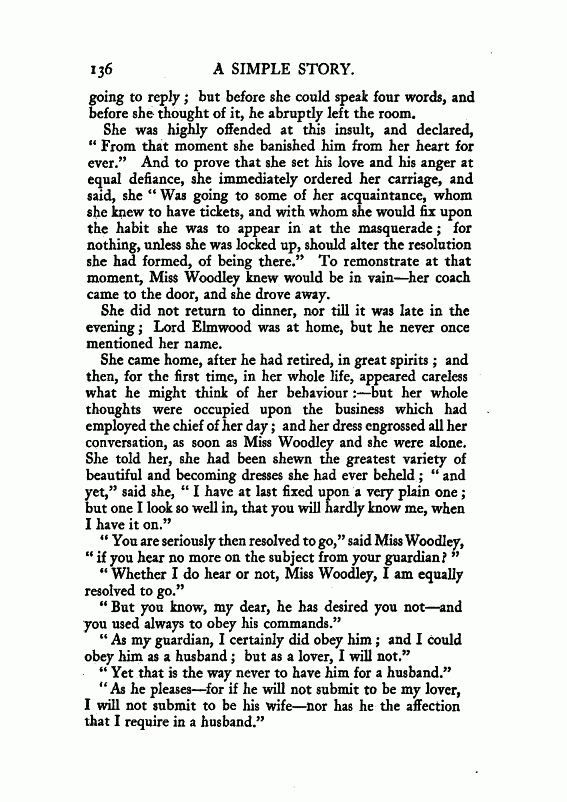 136 A SIMPLE STORY.
going to reply; but before she could speak four words, and
before she thought of it, he abruptly left the room.
She was highly offended at this insult, and declared,
“ From that moment she banished him from her heart for
ever.” And to prove that she set his love and his anger at
equal defiance, she immediately ordered her carriage, and
said, she “ Was going to some of her acquaintance, whom
she knew to have tickets, and with whom she would fix upon
the habit she was to appear in at the masquerade; for
nothing, unless she was locked up, should alter the resolution
she had formed, of being there.” To remonstrate at that
moment, Miss Woodley knew would be in vain—her coach
came to the door, and she drove away.
She did not return to dinner, nor till it was late in the
evening; Lord Elmwood was at home, but he never once
mentioned her name.
She came home, after he had retired, in great spirits; and
then, for the first time, in her whole life, appeared careless
what he might think of her behaviour:—but her whole
thoughts were occupied upon the business which had
employed the chief of her day; and her dress engrossed all her
conversation, as soon as Miss Woodley and she were alone.
She told her, she had been shewn the greatest variety of
beautiful and becoming dresses she had ever beheld; “ and
yet,” said she, “ I have at last fixed upon a very plain one;
but one I look so well in, that you will hardly know me, when
I have it on.”
“ You are seriously then resolved to go,” said Miss Woodley,
“ if you hear no more on the subject from your guardian? ”
“ Whether I do hear or not, Miss Woodley, I am equally
resolved to go.”
“ But you know, my dear, he has desired you not—and
you used always to obey his commands.”
“ As my guardian, I certainly did obey him; and I could
obey him as a husband; but as a lover, I will not.”
“ Yet that is the way never to have him for a husband.”
“ As he pleases—for if he will not submit to be my lover,
I will not submit to be his wife—nor has he the affection
that I require in a husband.”